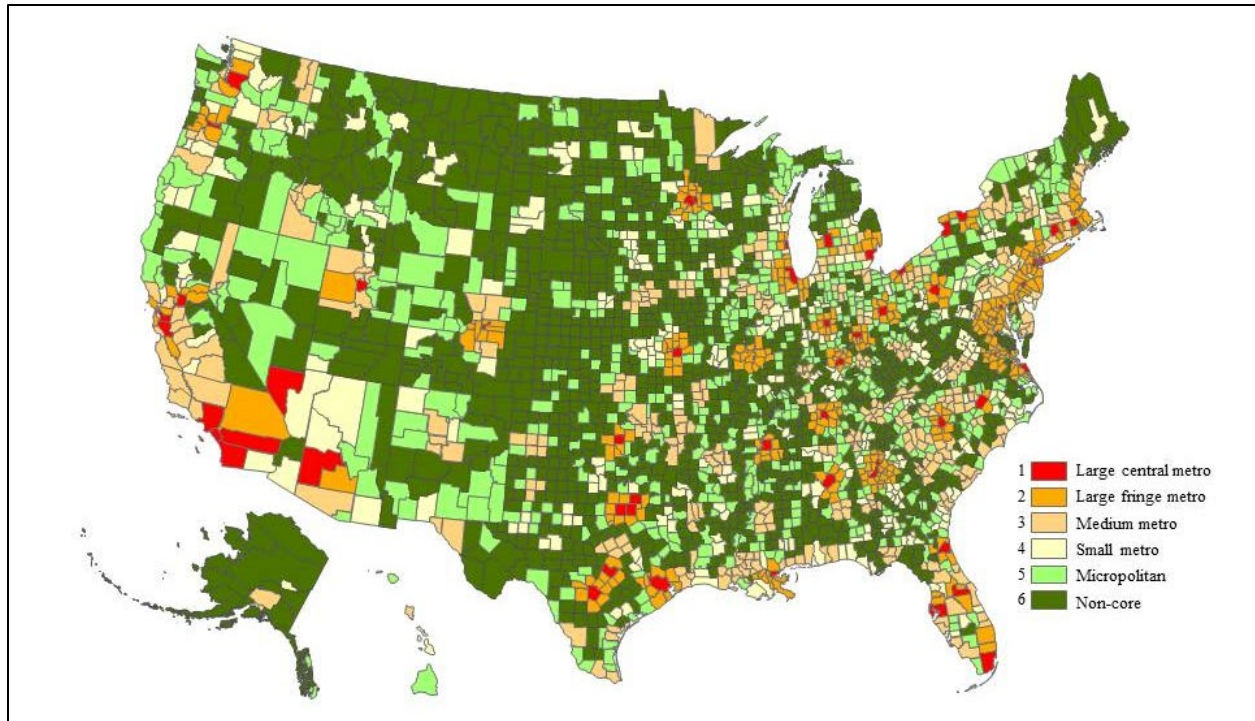 1 Large central metro
2 Large fringe metro
3 Medium metro
4 Small metro
5 Micropolitan
6 Non-core